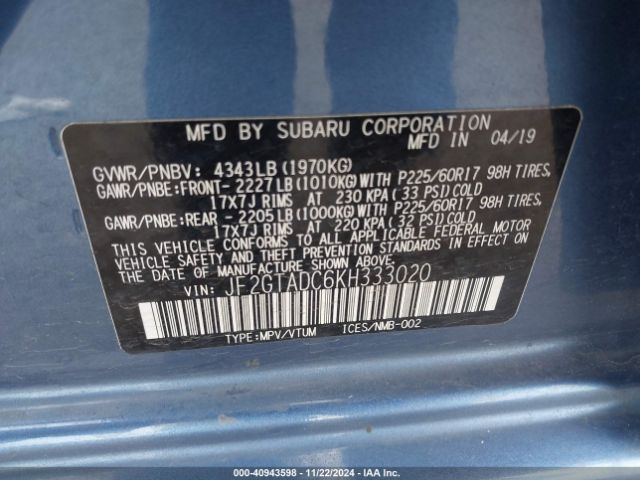 MFD BY SUBARU CORPORATION
MFD IN 04/19
GVWR/PNBV: 4343LB(1970KG)
GAWR/PNBE:FRONT- 2227LB(1010KG)WITH P225/60R17 98H TIRES,
17X7J RIMS AT 230 KPA (33 PSI)COLD
GAWR/PNBE:REAR - 2205LB(1000KG)WITH P225/60R17 98H TIRES,
17X7J RIMS AT 220 KPA (32 PSI)COLD
THIS VEHICLE CONFORMS TO ALL APPLICABLE FEDERAL MOTOR
VEHICLE SAFETY AND THEFT PREVENTION STANDARDS IN EFFECT ON
THE DATE OF MANUFACTURE SHOWN ABOVE.
VIN: JF2GTADC6KH333020
TYPE:MPV/VTUM ICES/NMB-002
000-40943598 - 11/22/2024 - IAA Inc.